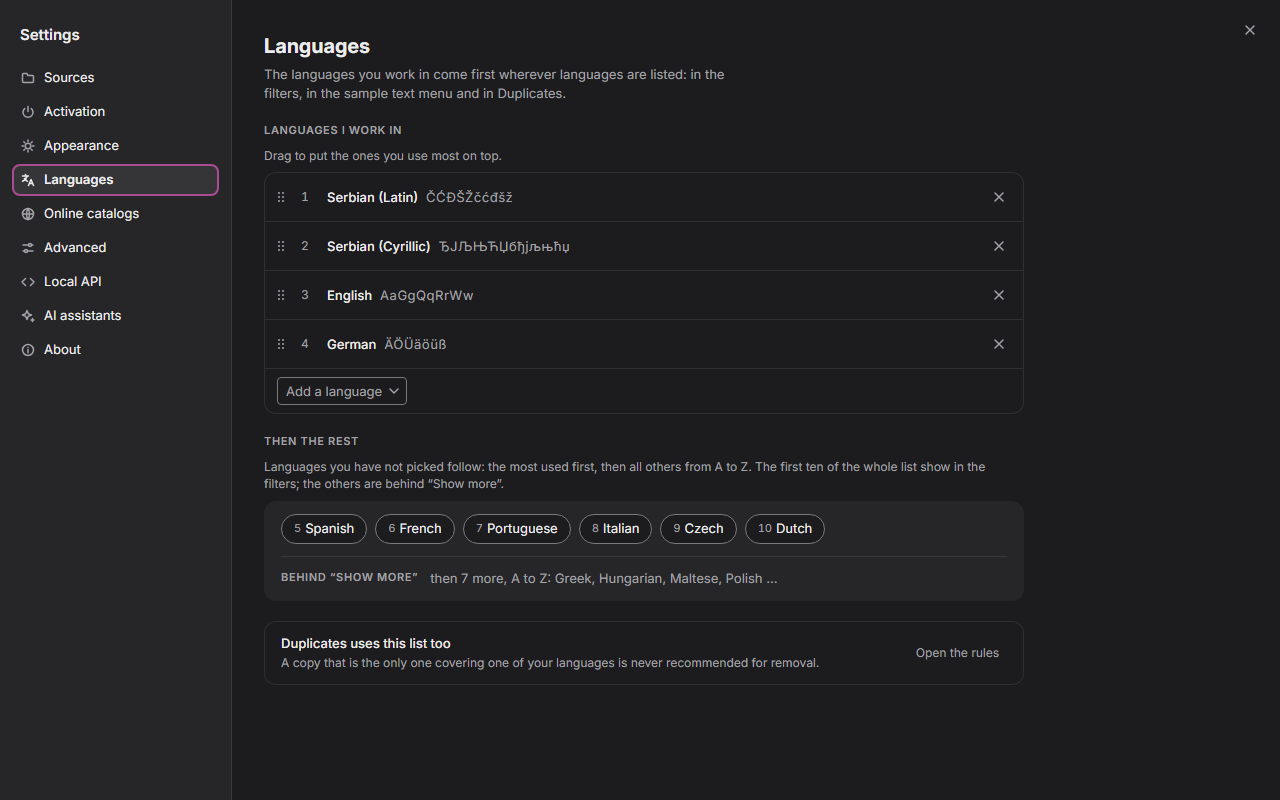 Settings
Sources
Activation
Appearance
Languages
Online catalogs
Advanced
Local API
AI assistants
About
Languages
The languages you work in come first wherever languages are listed: in the
filters, in the sample text menu and in Duplicates.
LANGUAGES I WORK IN
Drag to put the ones you use most on top.
1 Serbian (Latin) ČĆĐŠŽčćđšž
2 Serbian (Cyrillic) ЂЈЉЊЋЏбђјљњћџ
3 English AaGgQqRrWw
4 German ÄÖÜäöüß
Add a language
THEN THE REST
Languages you have not picked follow: the most used first, then all others from A to Z. The first ten of the whole list show in the
filters; the others are behind “Show more”.
5 Spanish 6 French 7 Portuguese 8 Italian 9 Czech 10 Dutch
BEHIND “SHOW MORE” then 7 more, A to Z: Greek, Hungarian, Maltese, Polish ...
Duplicates uses this list too
A copy that is the only one covering one of your languages is never recommended for removal.
Open the rules